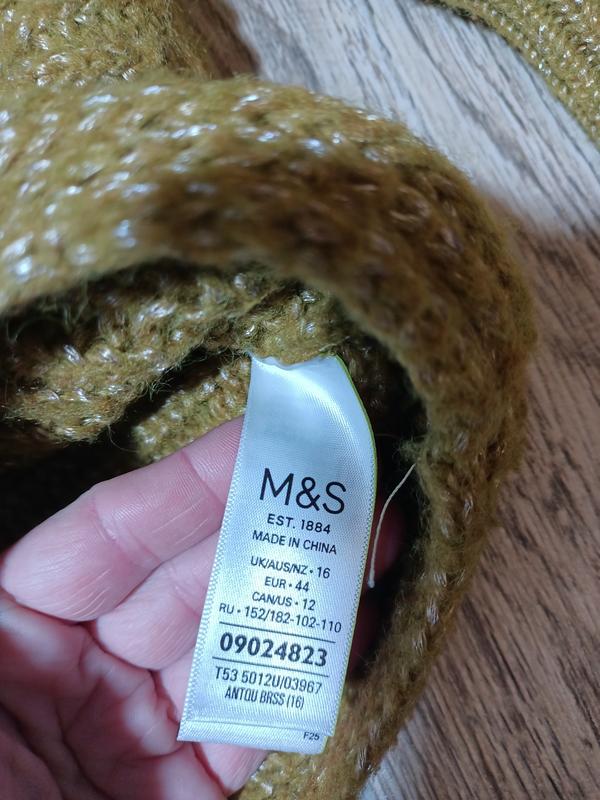 M&S
EST. 1884
MADE IN CHINA
UK/AUS/NZ • 16
EUR • 44
CAN/US • 12
RU • 152/182-102-110
09024823
T53 5012U/03967
ANTOU BRSS (16)
F25